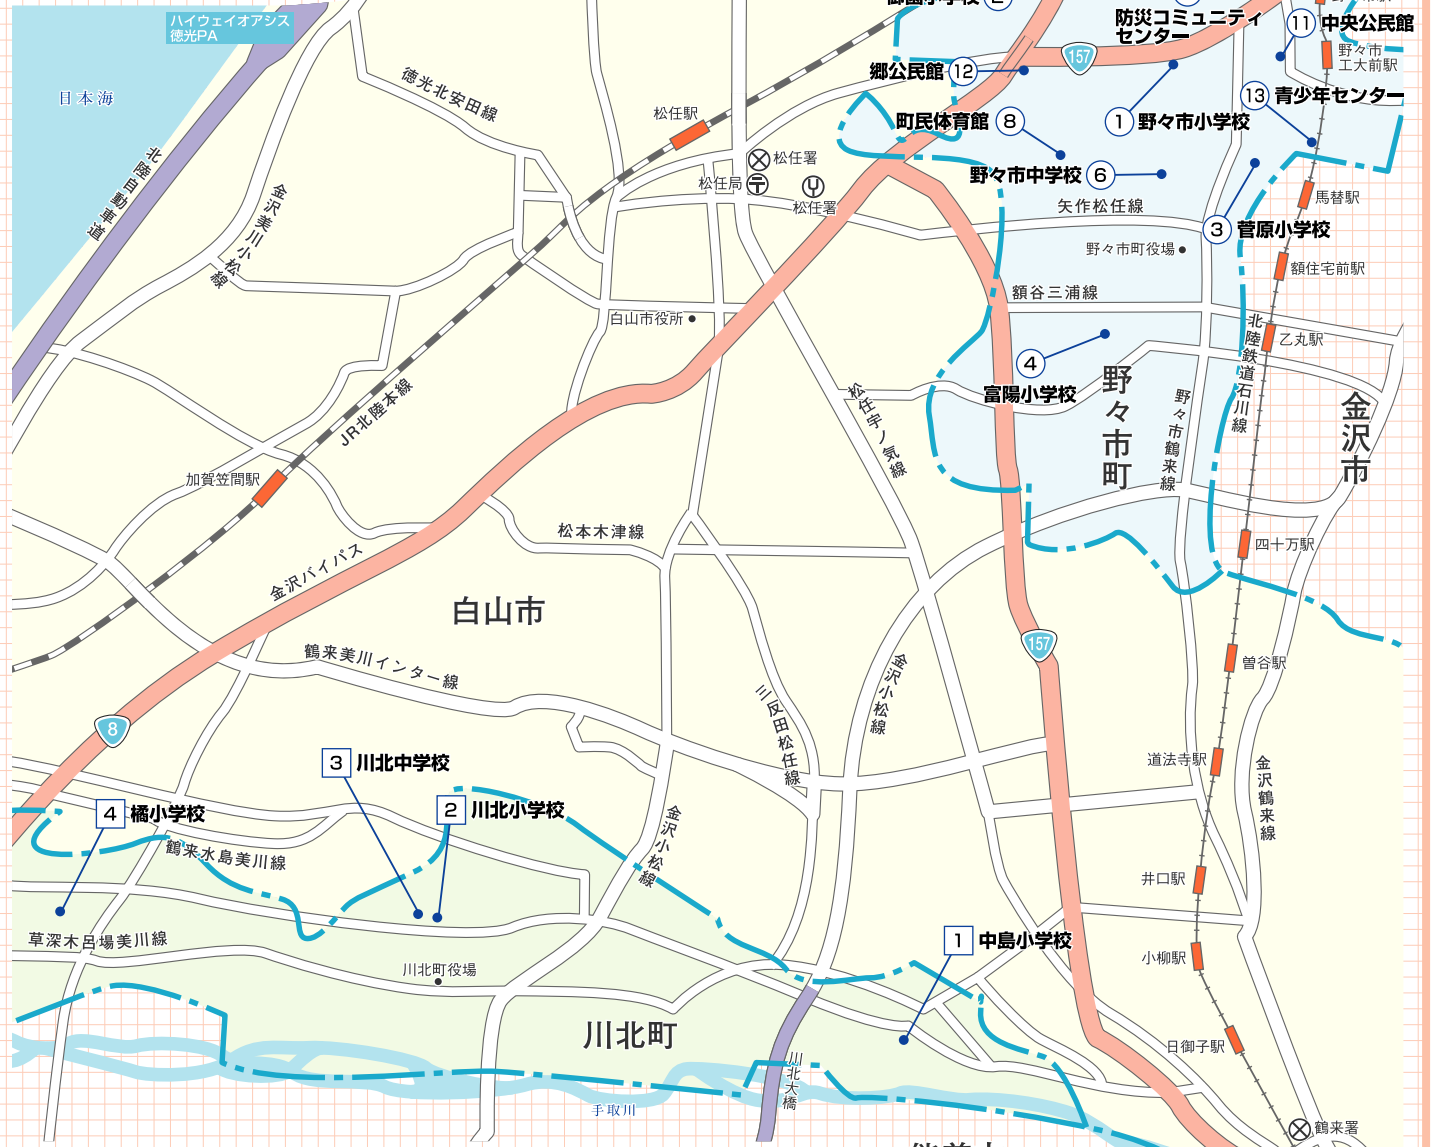 ハイウェイオアシス
徳光PA
日本海
北陸自動車道
金沢美川小松線
徳光北安田線
松任駅
松任署
松任局
松任署
防災コミュニティ
センター
11 中央公民館
野々市
工大前駅
郷公民館 12
157
13 青少年センター
町民体育館 8
1 野々市小学校
野々市中学校 6
馬替駅
矢作松任線
3 菅原小学校
野々市町役場
額住宅前駅
額谷三浦線
白山市役所
北陸鉄道石川線
乙丸駅
4
富陽小学校
野々市町
野々市鶴来線
金沢市
松任宇ノ気線
JR北陸本線
加賀笠間駅
松本木津線
四十万駅
金沢バイパス
白山市
157
鶴来美川インター線
金沢小松線
曽谷駅
三反田松任線
8
道法寺駅
金沢鶴来線
3 川北中学校
2 川北小学校
4 橘小学校
金沢小松線
鶴来水島美川線
井口駅
草深木呂場美川線
1 中島小学校
小柳駅
川北町役場
川北町
日御子駅
川北大橋
手取川
鶴来署